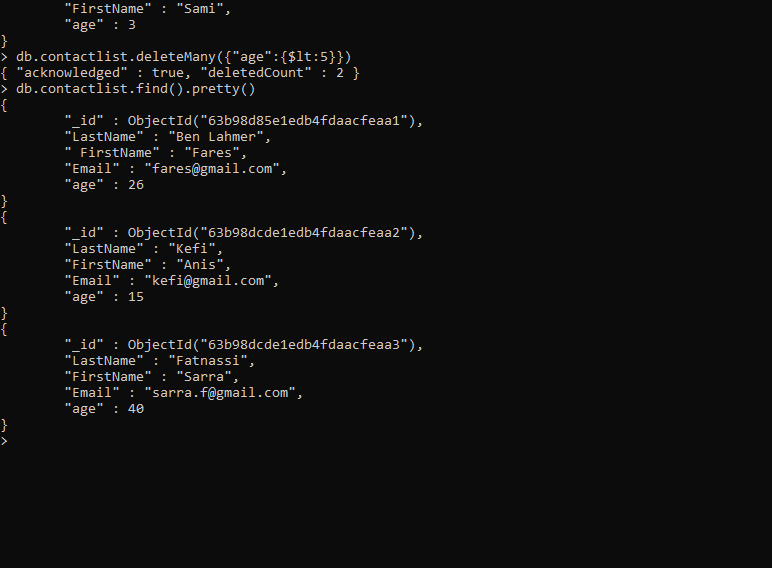 "FirstName" : "Sami",
"age" : 3
}
> db.contactlist.deleteMany({"age":{$lt:5}})
{ "acknowledged" : true, "deletedCount" : 2 }
> db.contactlist.find().pretty()
{
"_id" : ObjectId("63b98d85e1edb4fdaacfeaa1"),
"LastName" : "Ben Lahmer",
" FirstName" : "Fares",
"Email" : "fares@gmail.com",
"age" : 26
}
{
"_id" : ObjectId("63b98dcde1edb4fdaacfeaa2"),
"LastName" : "Kefi",
"FirstName" : "Anis",
"Email" : "kefi@gmail.com",
"age" : 15
}
{
"_id" : ObjectId("63b98dcde1edb4fdaacfeaa3"),
"LastName" : "Fatnassi",
"FirstName" : "Sarra",
"Email" : "sarra.f@gmail.com",
"age" : 40
}
>